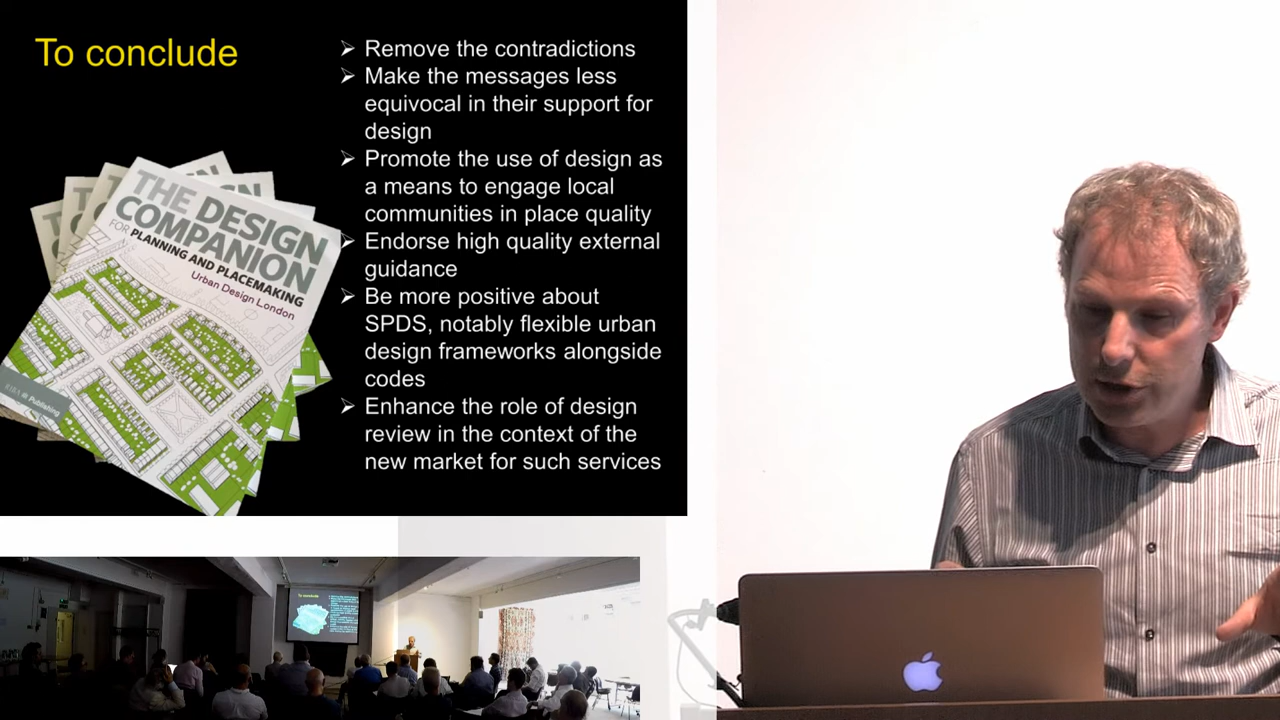 To conclude
➢ Remove the contradictions
➢ Make the messages less
equivocal in their support for
design
➢ Promote the use of design as
a means to engage local
communities in place quality
➢ Endorse high quality external
guidance
➢ Be more positive about
SPDS, notably flexible urban
design frameworks alongside
codes
➢ Enhance the role of design
review in the context of the
new market for such services
THE DESIGN
COMPANION
FOR PLANNING AND PLACEMAKING
Urban Design London
Publishing
To conclude